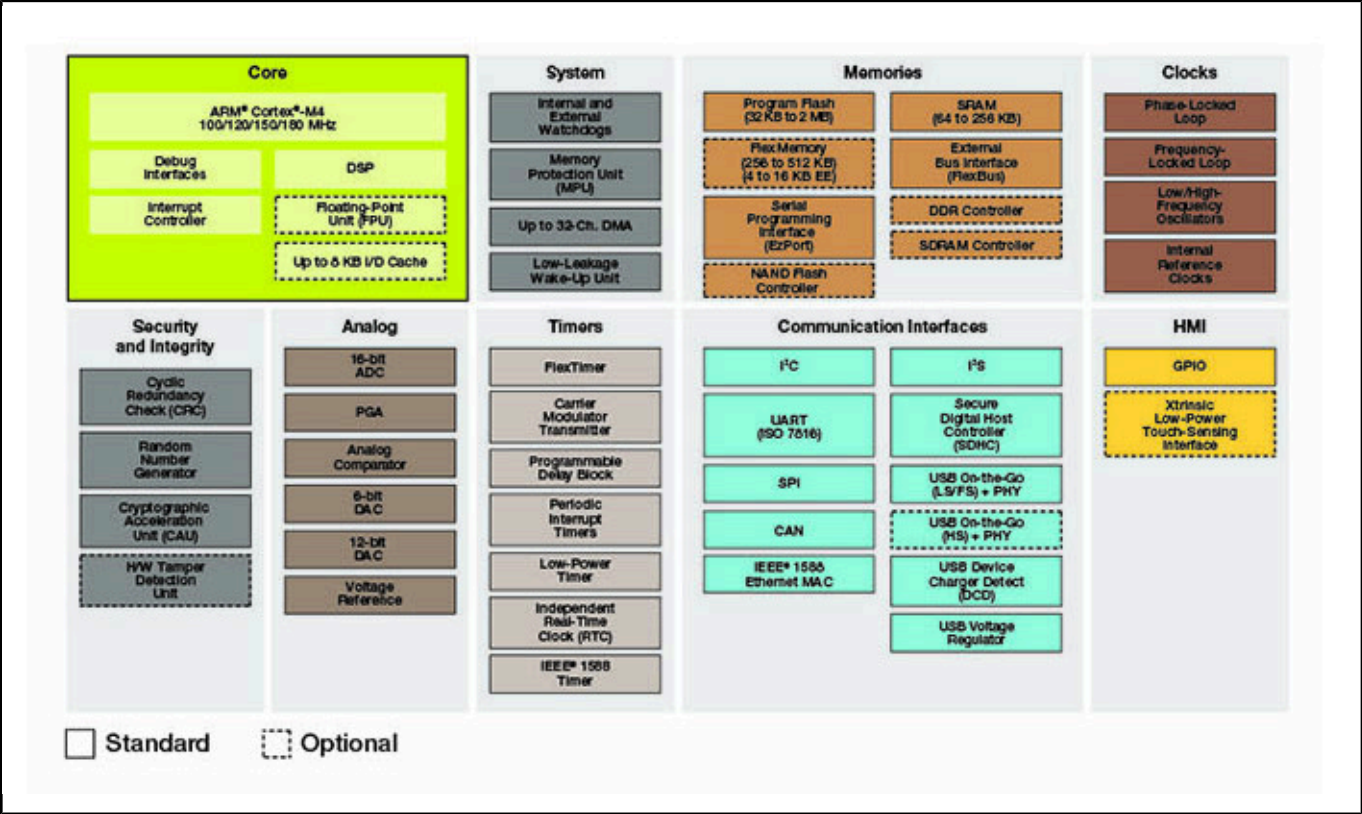 Core
ARM® Cortex®-M4
100/120/150/180 MHz
Debug
Interfaces
DSP
Interrupt
Controller
Floating-Point
Unit (FPU)
Up to 8 KB I/D Cache
System
Internal and
External
Watchdogs
Memory
Protection Unit
(MPU)
Up to 32-Ch. DMA
Low-Leakage
Wake-Up Unit
Memories
Program Flash
(32 KB to 2 MB)
FlexMemory
(256 to 512 KB)
(4 to 16 KB EE)
Serial
Programming
Interface
(EzPort)
NAND Flash
Controller
SRAM
(64 to 256 KB)
External
Bus Interface
(FlexBus)
DDR Controller
SDRAM Controller
Clocks
Phase-Locked
Loop
Frequency-
Locked Loop
Low/High-
Frequency
Oscillators
Internal
Reference
Clocks
Security
and Integrity
Cyclic
Redundancy
Check (CRC)
Random
Number
Generator
Cryptographic
Acceleration
Unit (CAU)
H/W Tamper
Detection
Unit
Analog
16-bit
ADC
PGA
Analog
Comparator
6-bit
DAC
12-bit
DAC
Voltage
Reference
Timers
FlexTimer
Carrier
Modulator
Transmitter
Programmable
Delay Block
Periodic
Interrupt
Timers
Low-Power
Timer
Independent
Real-Time
Clock (RTC)
IEEE® 1588
Timer
Communication Interfaces
I²C
UART
(ISO 7816)
SPI
CAN
IEEE® 1588
Ethernet MAC
I²S
Secure
Digital Host
Controller
(SDHC)
USB On-the-Go
(LS/FS) + PHY
USB On-the-Go
(HS) + PHY
USB Device
Charger Detect
(DCD)
USB Voltage
Regulator
HMI
GPIO
Xtrinsic
Low-Power
Touch-Sensing
Interface
Standard
Optional